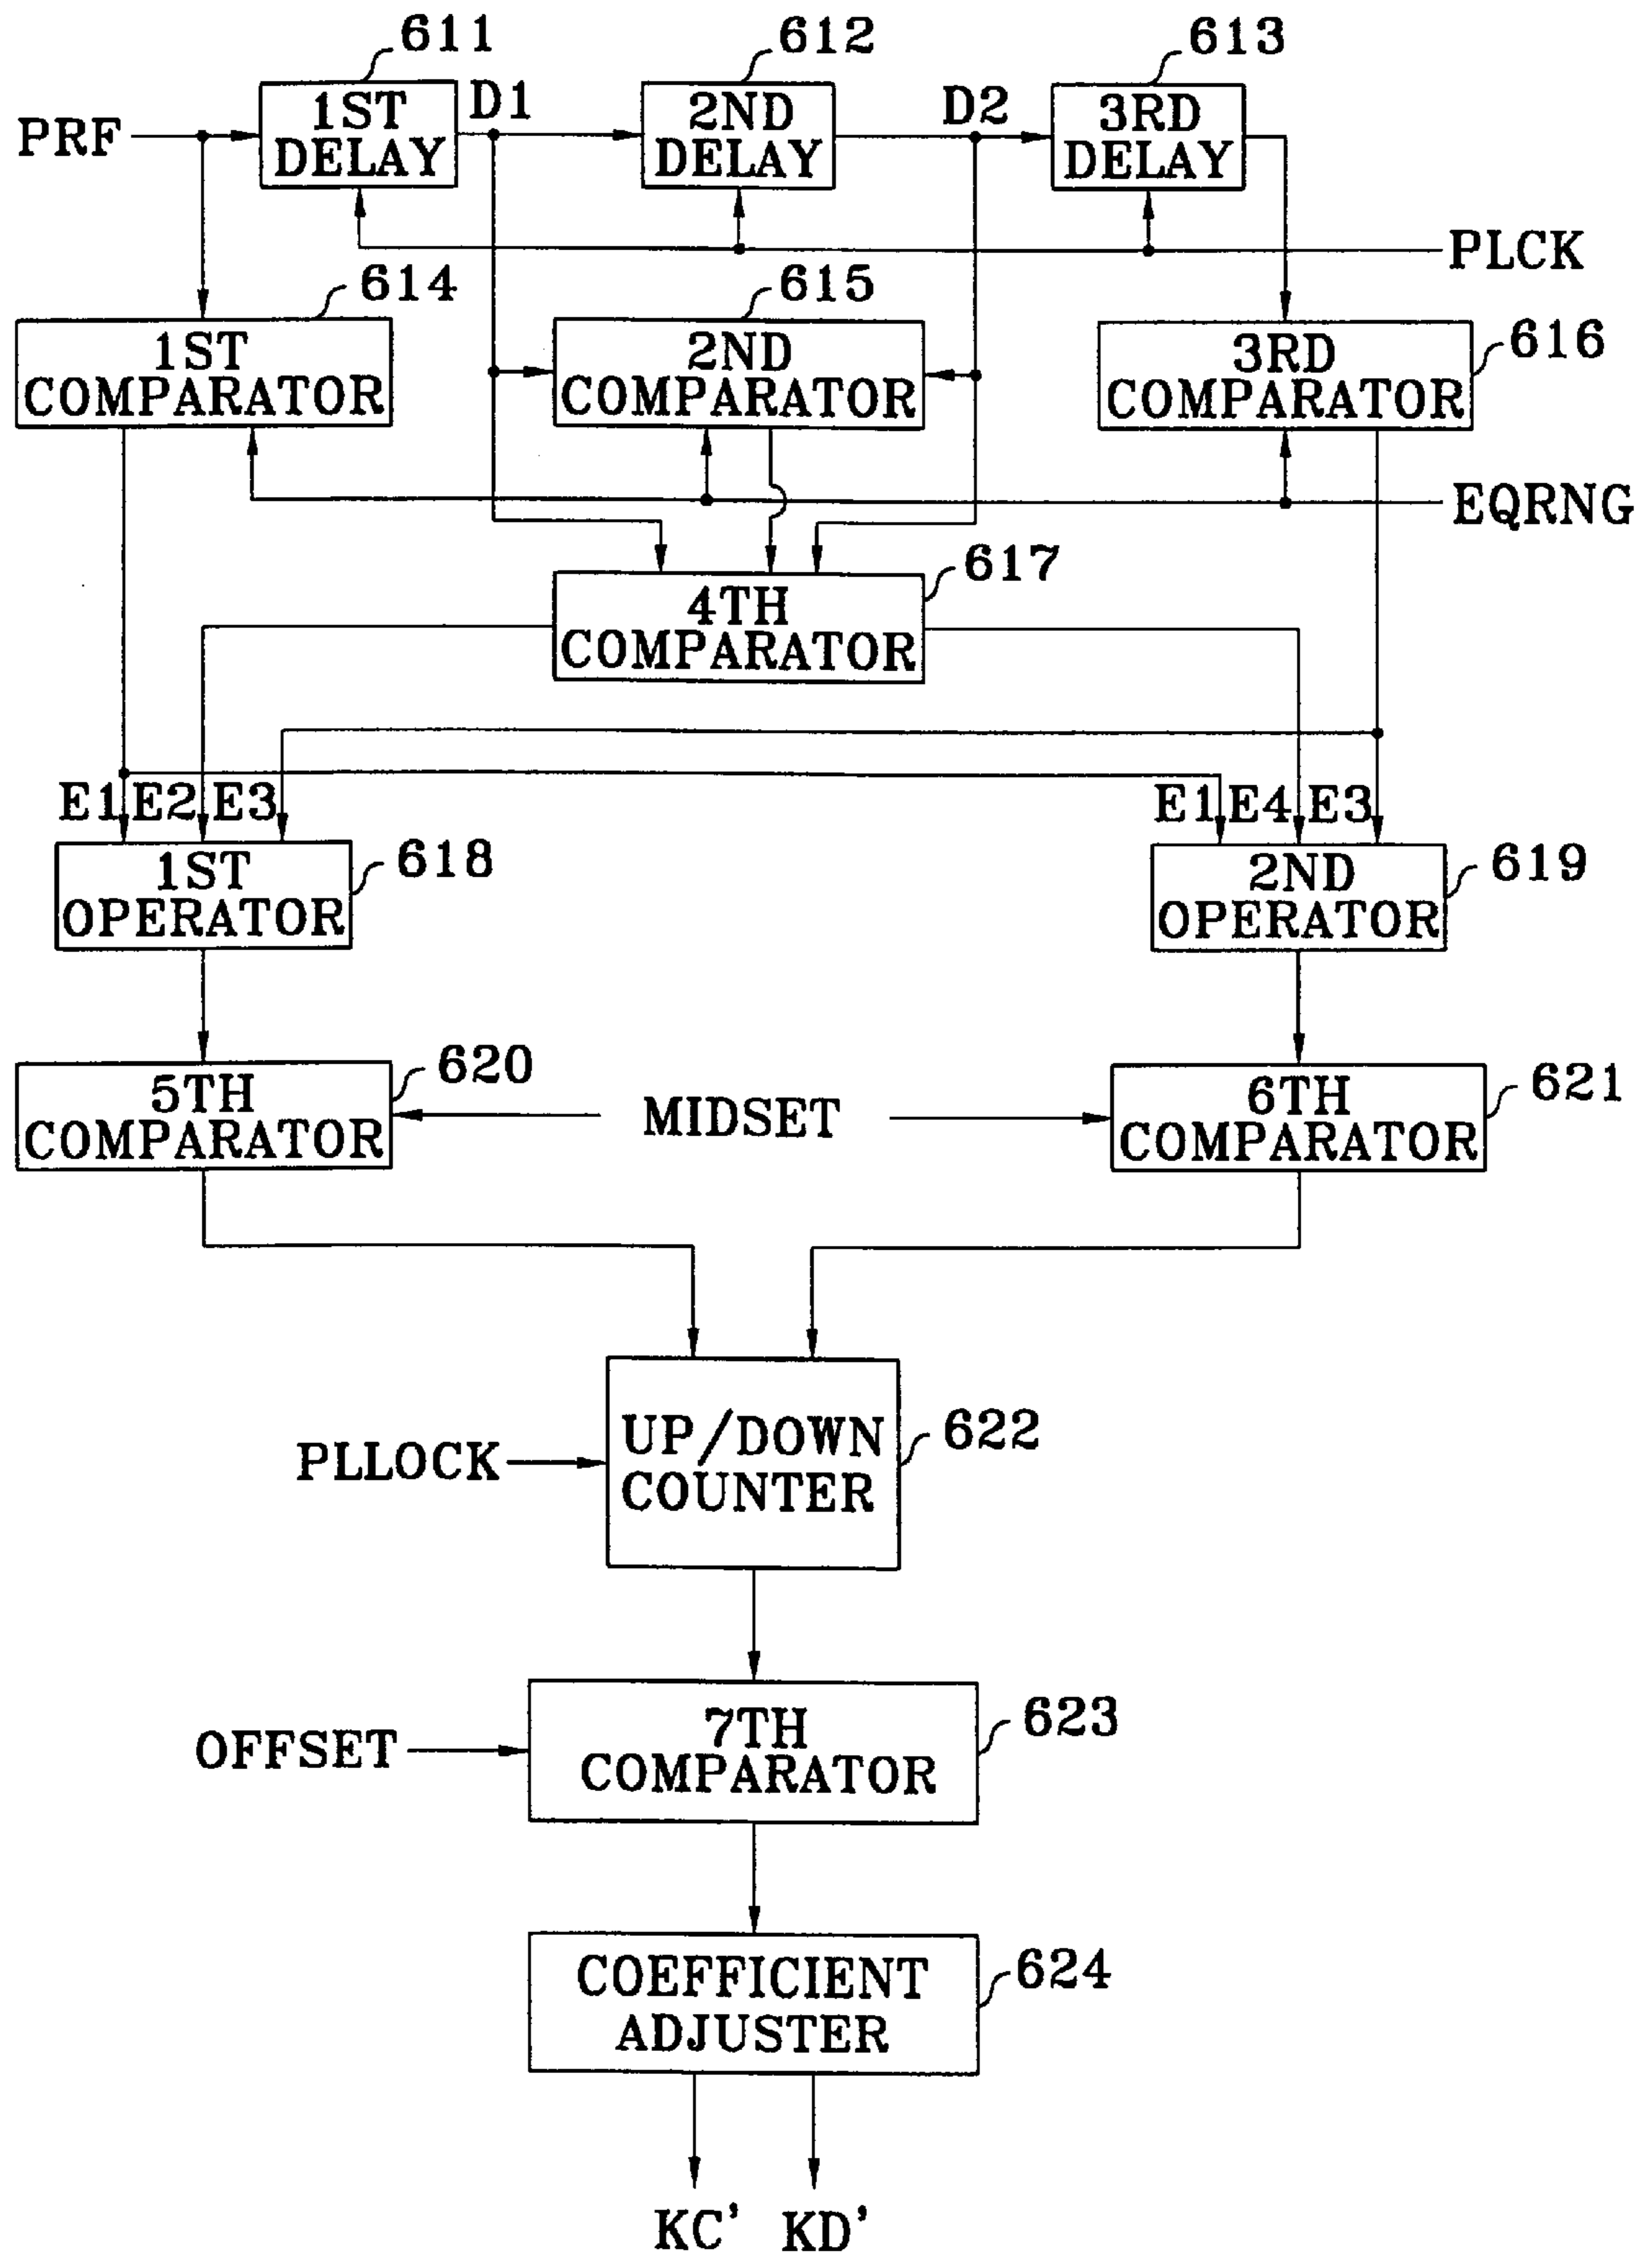 611
612
613
PRF
1ST
DELAY
D1
2ND
DELAY
D2
3RD
DELAY
PLCK
614
615
616
1ST
COMPARATOR
2ND
COMPARATOR
3RD
COMPARATOR
EQRNG
617
4TH
COMPARATOR
E1 E2 E3
E1 E4 E3
1ST
OPERATOR
618
2ND
OPERATOR
619
5TH
COMPARATOR
620
MIDSET
6TH
COMPARATOR
621
PLLOCK
UP/DOWN
COUNTER
622
OFFSET
7TH
COMPARATOR
623
COEFFICIENT
ADJUSTER
624
KC' KD'